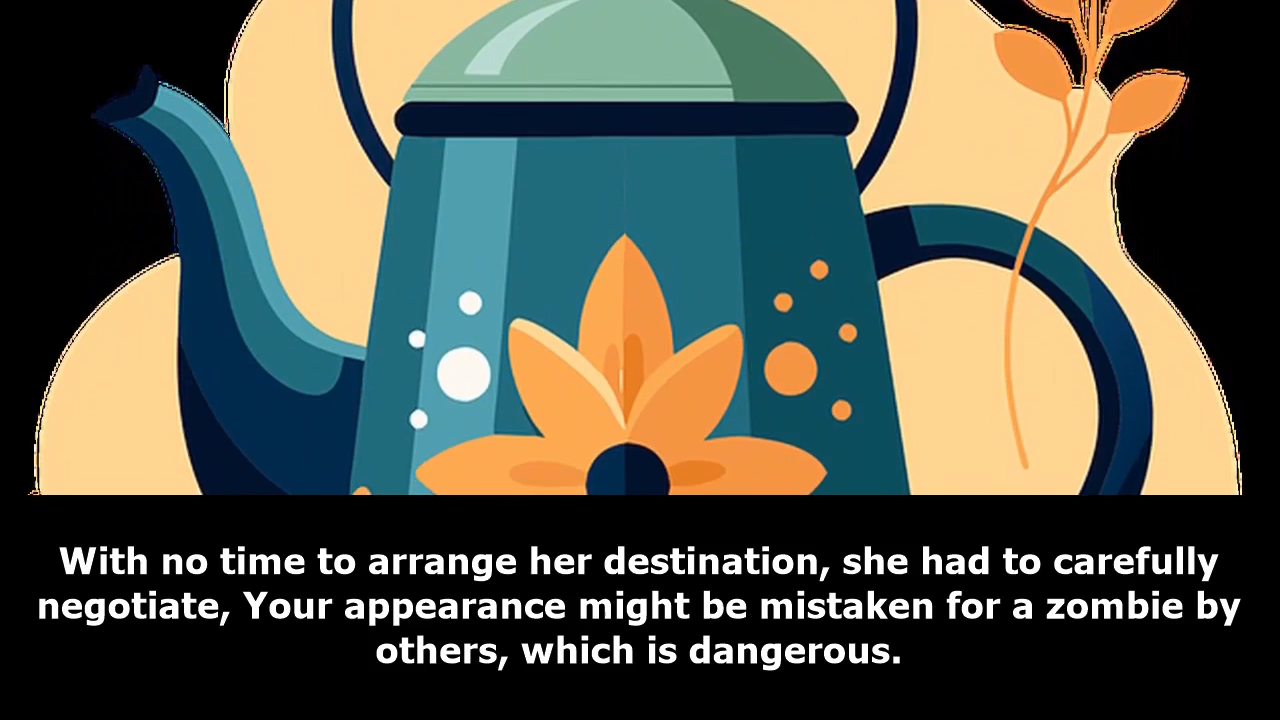 With no time to arrange her destination, she had to carefully
negotiate, Your appearance might be mistaken for a zombie by
others, which is dangerous.